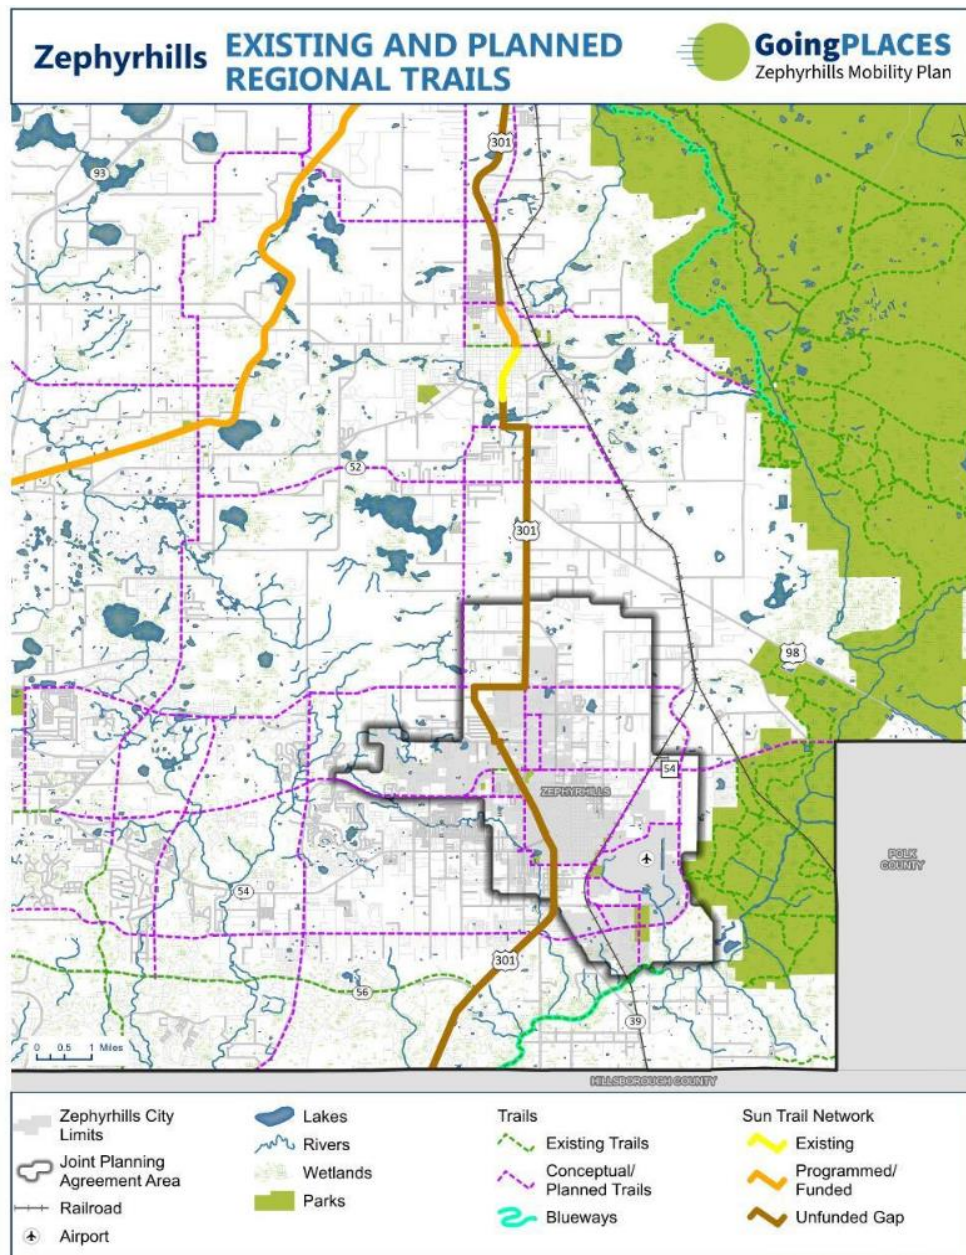 Zephyrhills
EXISTING AND PLANNED
REGIONAL TRAILS
GoingPLACES
Zephyrhills Mobility Plan
301
N
93
52
301
98
54
ZEPHYRHILLS
POLK
COUNTY
54
301
56
39
0 0.5 1 Miles
HILLSBOROUGH COUNTY
Zephyrhills City
Limits
Joint Planning
Agreement Area
Railroad
Airport
Lakes
Rivers
Wetlands
Parks
Trails
Existing Trails
Conceptual/
Planned Trails
Blueways
Sun Trail Network
Existing
Programmed/
Funded
Unfunded Gap